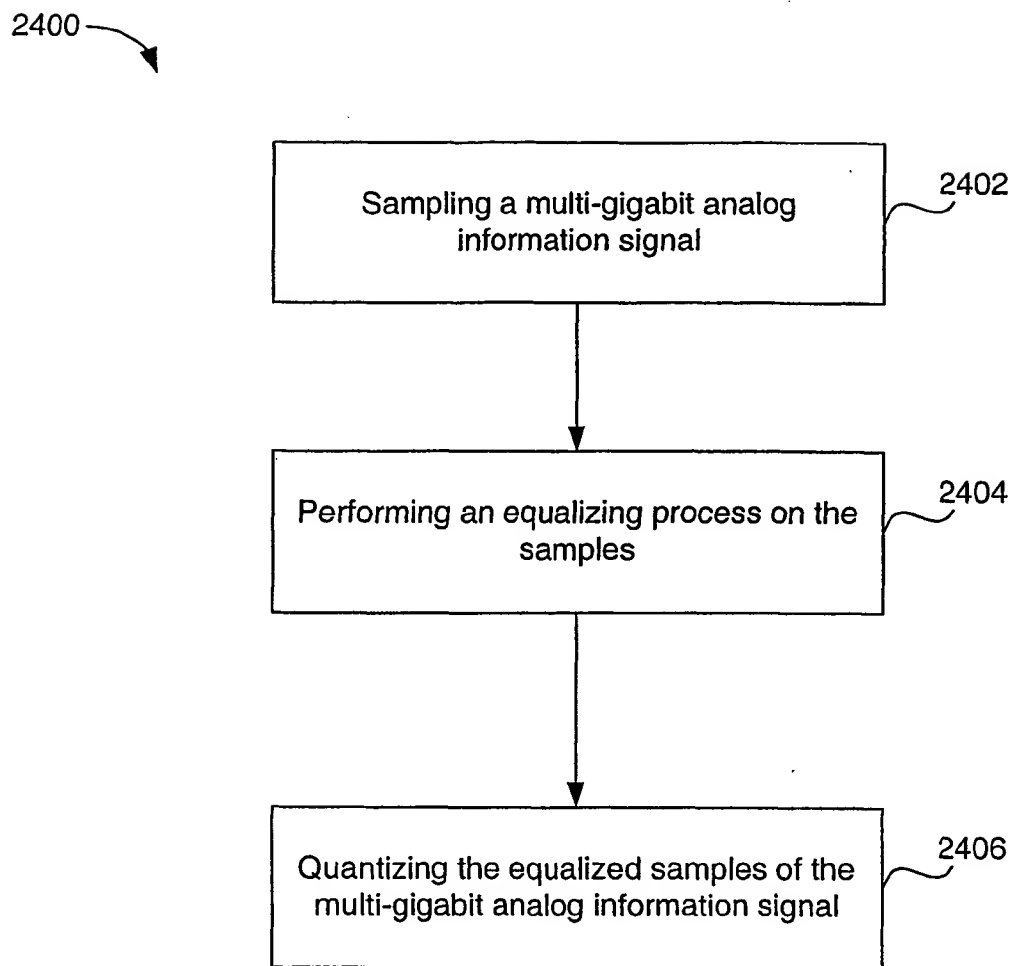 2400
Sampling a multi-gigabit analog
information signal
2402
Performing an equalizing process on the
samples
2404
Quantizing the equalized samples of the
multi-gigabit analog information signal
2406